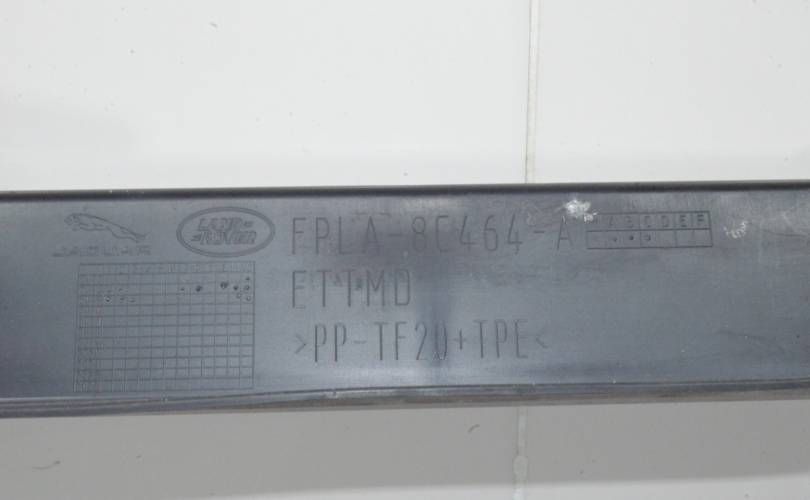 JAGUAR
LAND ROVER
FPLA-8C464-A
A B C D E F
ETTMD
>PP-TF20+TPE<